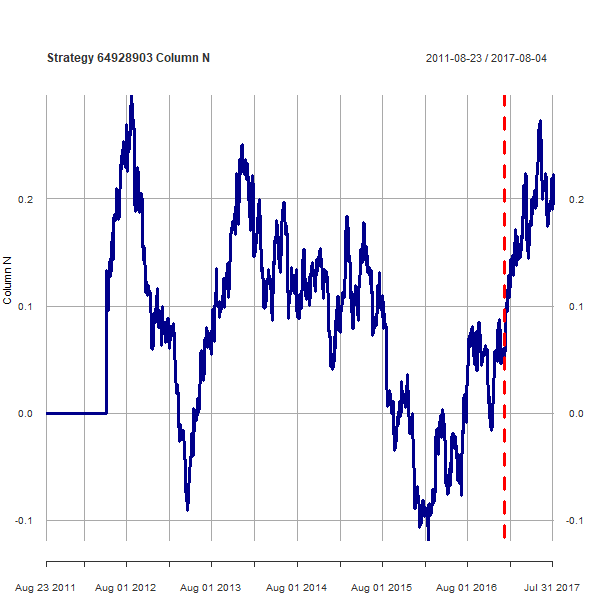 Strategy 64928903 Column N
2011-08-23 / 2017-08-04
Column N
0.2
0.2
0.1
0.1
0.0
0.0
-0.1
-0.1
Aug 23 2011
Aug 01 2012
Aug 01 2013
Aug 01 2014
Aug 01 2015
Aug 01 2016
Jul 31 2017